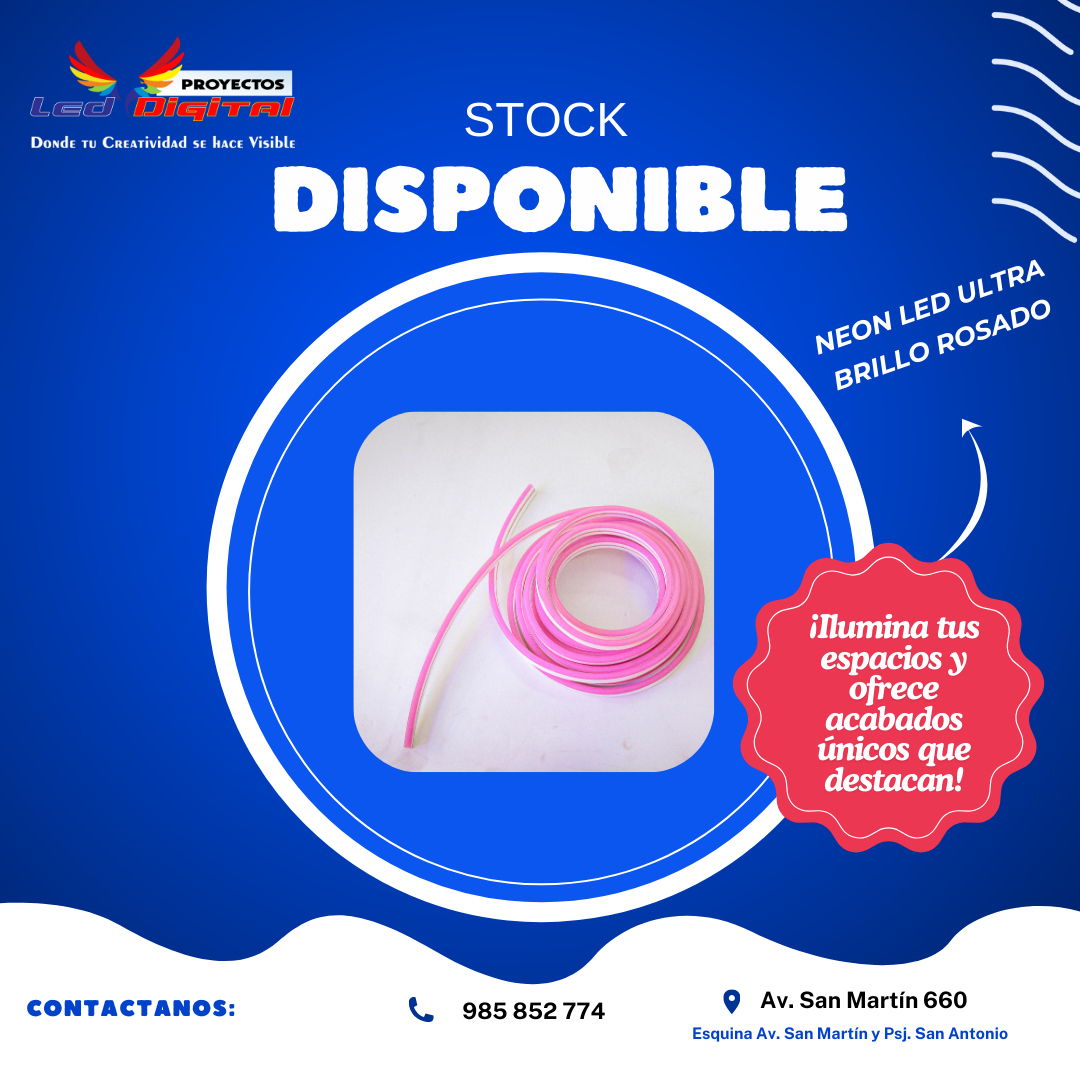 PROYECTOS
Led Digital
Donde tu Creatividad se hace Visible
STOCK
DISPONIBLE
NEON LED ULTRA
BRILLO ROSADO
¡Ilumina tus
espacios y
ofrece
acabados
únicos que
destacan!
CONTACTANOS:
985 852 774
Av. San Martín 660
Esquina Av. San Martín y Psj. San Antonio